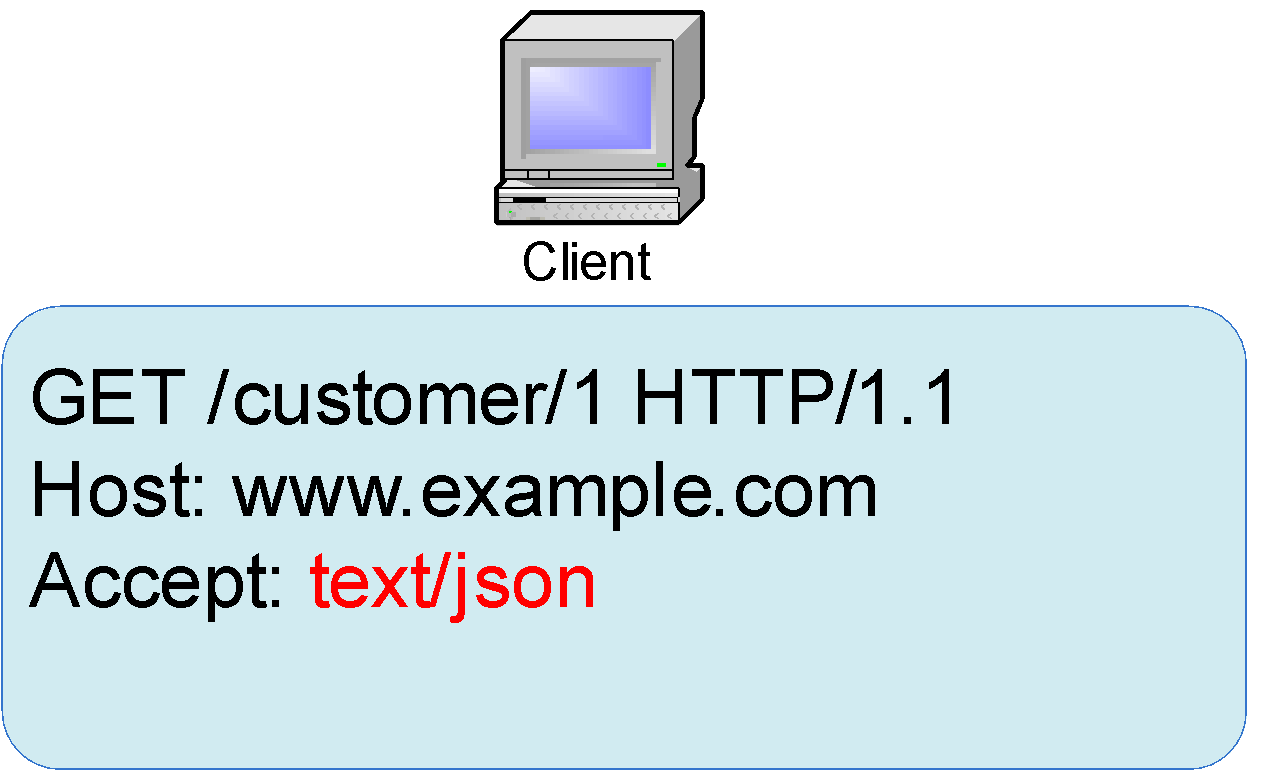 Client
GET /customer/1 HTTP/1.1
Host: www.example.com
Accept: text/json